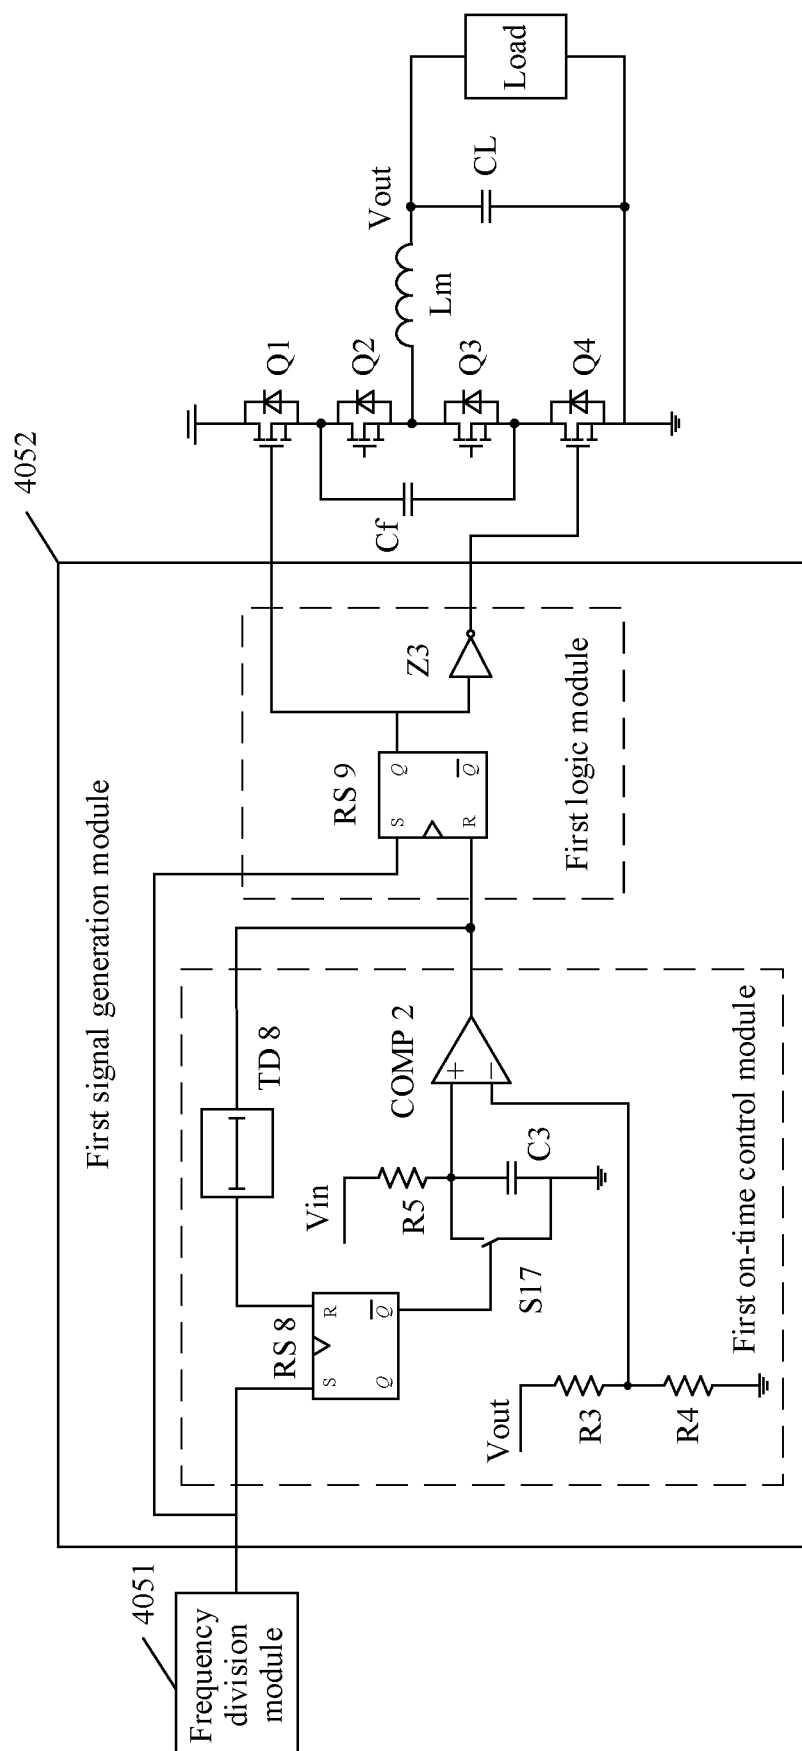 4051
Frequency
division
module
4052
First signal generation module
TD 8
RS 8
S
R
Q
Q
Vin
R5
S17
C3
COMP 2
+
−
Vout
R3
R4
First on-time control module
RS 9
S
Q
R
Q
Z3
First logic module
Q1
Q2
Q3
Q4
Cf
Lm
Vout
CL
Load